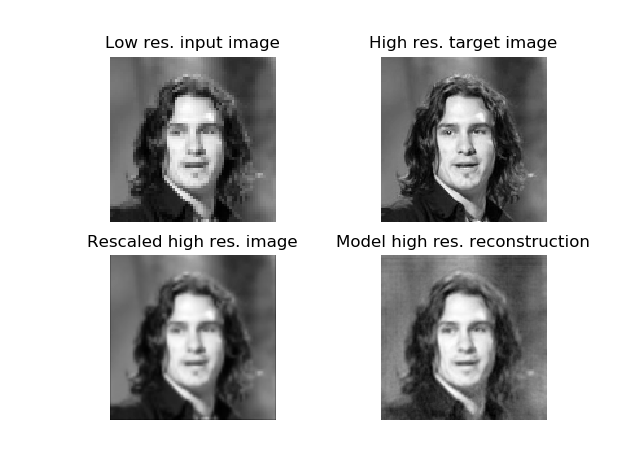 Low res. input image
High res. target image
Rescaled high res. image
Model high res. reconstruction